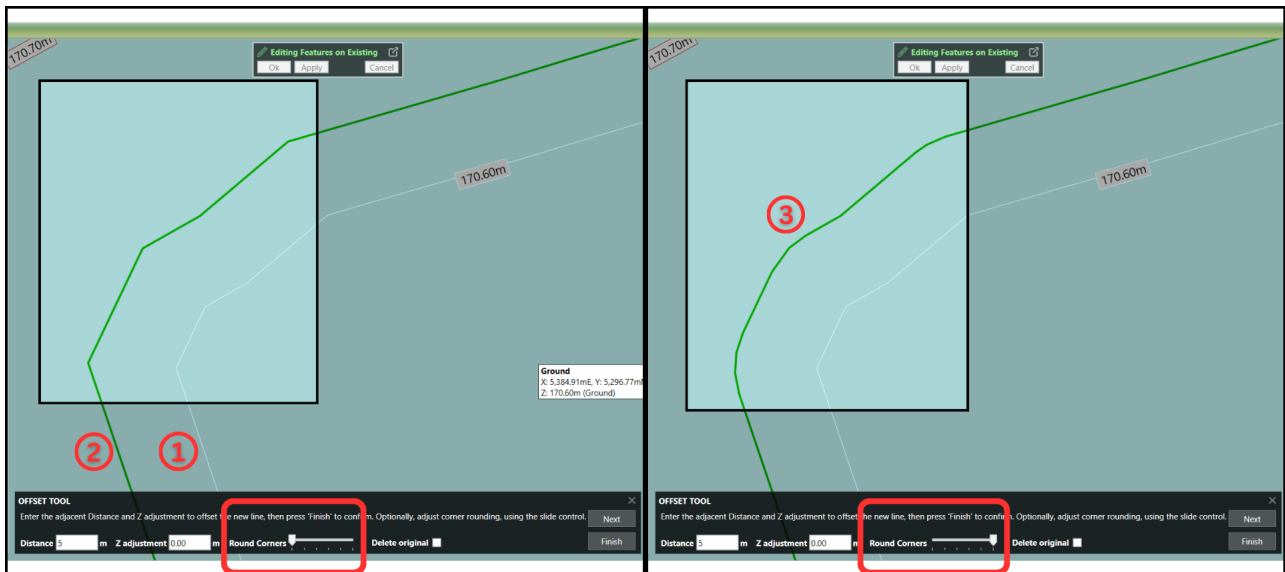 170.70m
Editing Features on Existing
Ok Apply Cancel
170.60m
Ground
X: 5,384.91mE, Y: 5,296.77m
Z: 170.60m (Ground)
②
①
OFFSET TOOL
Enter the adjacent Distance and Z adjustment to offset the new line, then press 'Finish' to confirm. Optionally, adjust corner rounding, using the slide control.
Next
Distance 5 m Z adjustment 0.00 m Round Corners Delete original
Finish
170.70m
Editing Features on Existing
Ok Apply Cancel
170.60m
③
OFFSET TOOL
Enter the adjacent Distance and Z adjustment to offset the new line, then press 'Finish' to confirm. Optionally, adjust corner rounding, using the slide control.
Next
Distance 5 m Z adjustment 0.00 m Round Corners Delete original
Finish